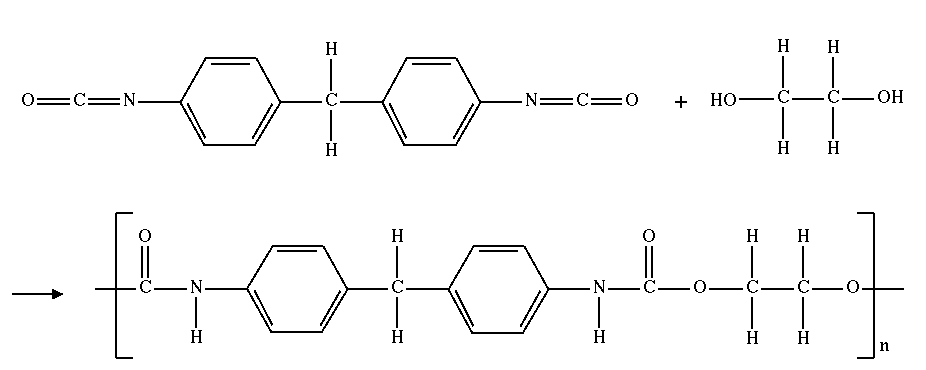 H H H
O C N C N C O + HO C C OH
H H H
O H O H H
C N C N C O C C O
H H H H H n